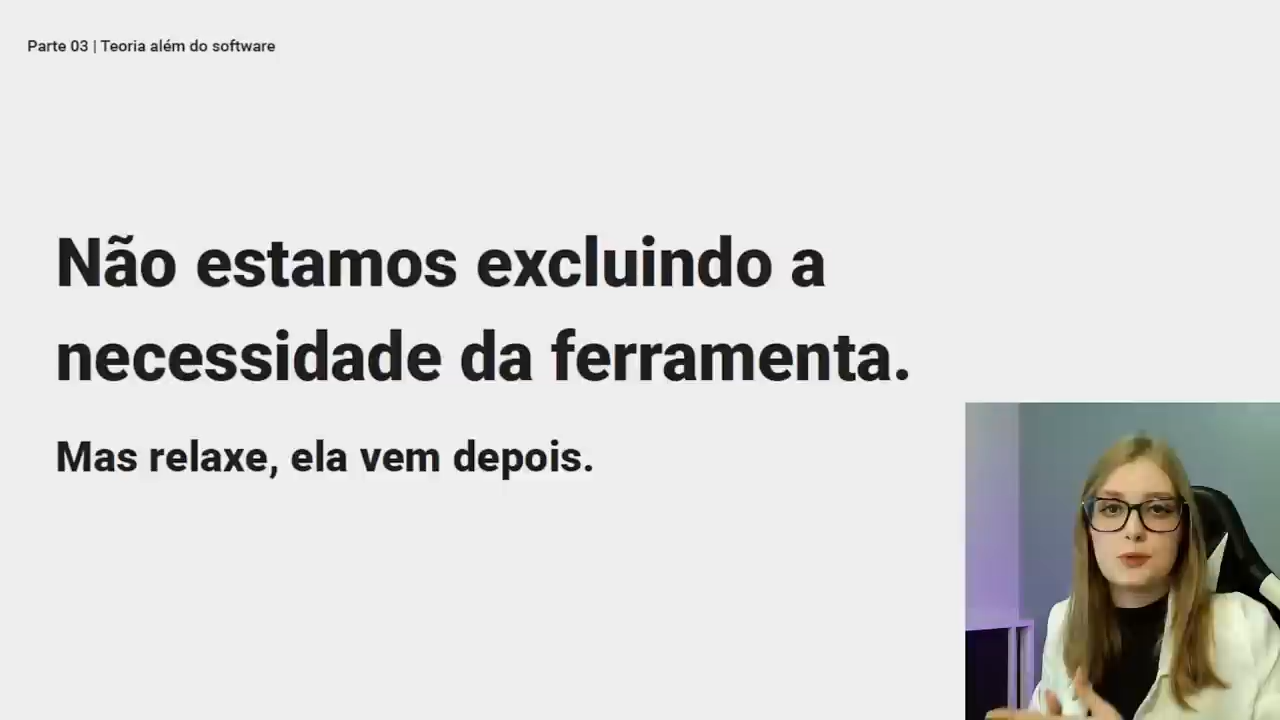 Parte 03 | Teoria além do software
Não estamos excluindo a
necessidade da ferramenta.
Mas relaxe, ela vem depois.